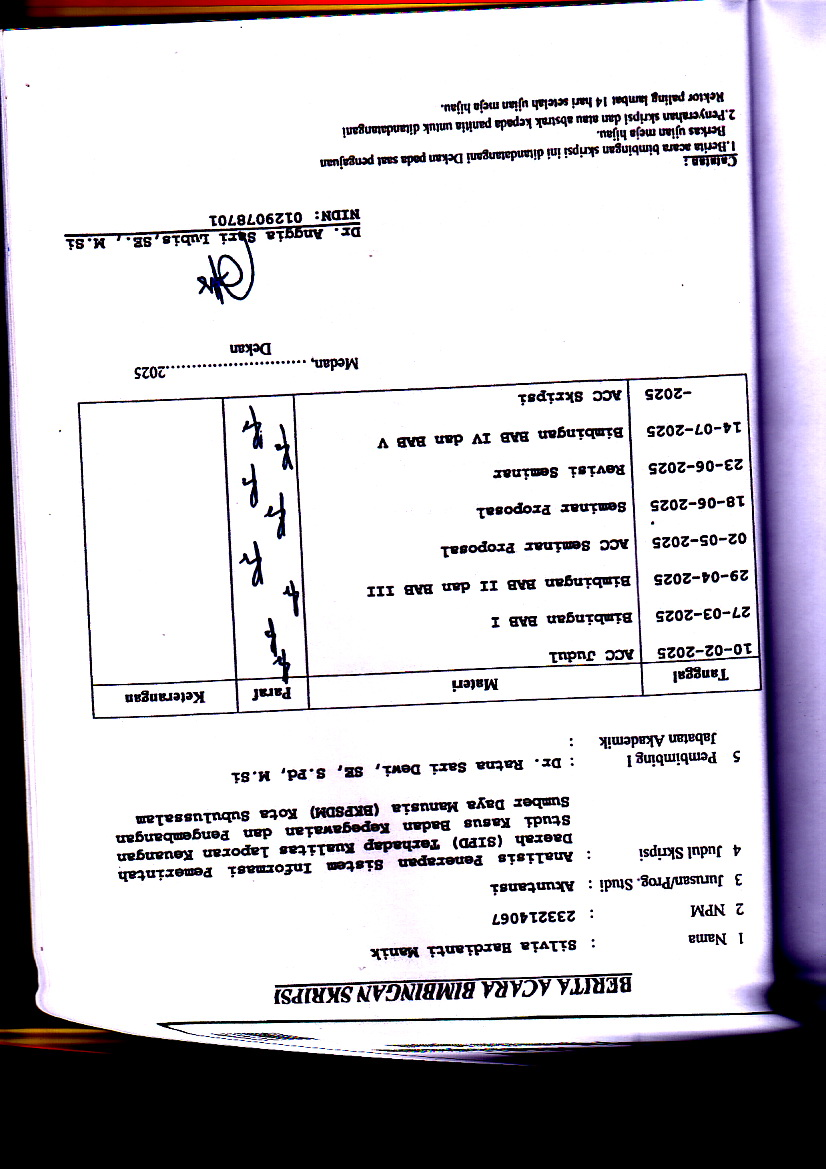 BERITA ACARA BIMBINGAN SKRIPSI
1 Nama : Silvia Hardianti Manik
2 NPM : 233214067
3 Jurusan/Prog. Studi : Akuntansi
4 Judul Skripsi : Analisis Penerapan Sistem Informasi Pemerintah
Daerah (SIPD) Terhadap Kualitas Laporan Keuangan
Studi Kasus Badan Kepegawaian dan Pengembangan
Sumber Daya Manusia (BKPSDM) Kota Subulussalam
5 Pembimbing I : Dr. Ratna Sari Dewi, SE, S.Pd, M.Si
Jabatan Akademik :
Tanggal Materi Paraf Keterangan
10-02-2025 ACC Judul
27-03-2025 Bimbingan BAB I
29-04-2025 Bimbingan BAB II dan BAB III
02-05-2025 ACC Seminar Proposal
18-06-2025 Seminar Proposal
23-06-2025 Revisi Seminar
14-07-2025 Bimbingan BAB IV dan BAB V
-2025 ACC Skripsi
Medan, ............................2025
Dekan
Dr. Anggia Sari Lubis,SE., M.Si
NIDN: 0129078701
Catatan :
1.Berita acara bimbingan skripsi ini ditandatangani Dekan pada saat pengajuan
Berkas ujian meja hijau.
2.Penyerahan skripsi dan atau abstrak kepada panitia untuk ditandatangani
Rektor paling lambat 14 hari setelah ujian meja hijau.